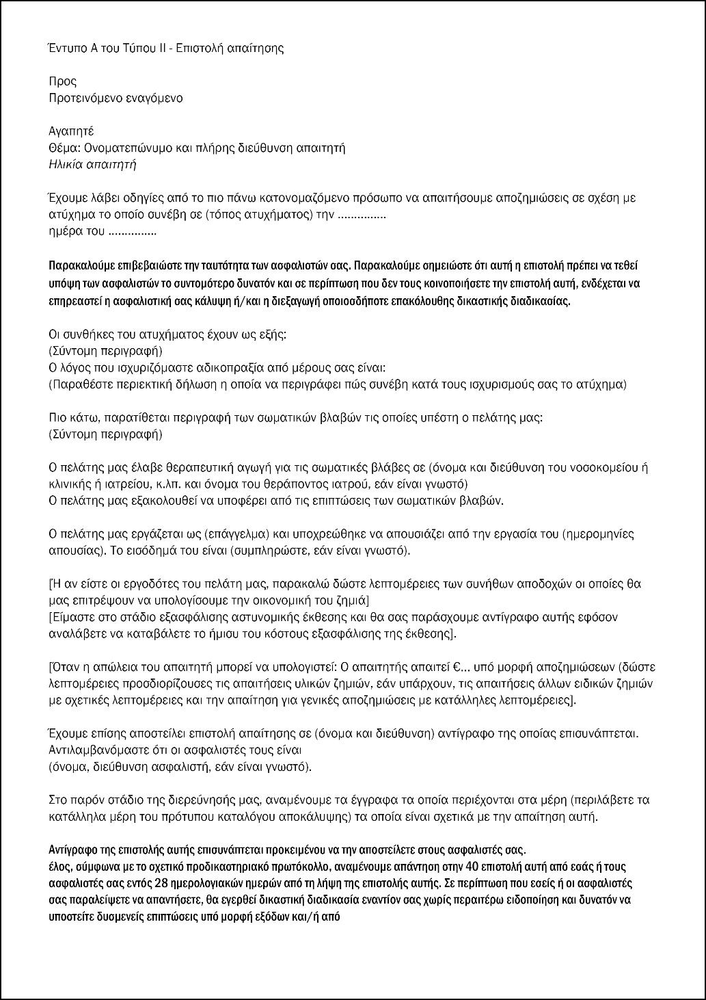 Έντυπο Α του Τύπου ΙΙ - Επιστολή απαίτησης
Προς
Προτεινόμενο εναγόμενο
Αγαπητέ
Θέμα: Ονοματεπώνυμο και πλήρης διεύθυνση απαιτητή
Ηλικία απαιτητή
Έχουμε λάβει οδηγίες από το πιο πάνω κατονομαζόμενο πρόσωπο να απαιτήσουμε αποζημιώσεις σε σχέση με
ατύχημα το οποίο συνέβη σε (τόπος ατυχήματος) την ...............
ημέρα του ...............
Παρακαλούμε επιβεβαιώστε την ταυτότητα των ασφαλιστών σας. Παρακαλούμε σημειώστε ότι αυτή η επιστολή πρέπει να τεθεί
υπόψη των ασφαλιστών το συντομότερο δυνατόν και σε περίπτωση που δεν τους κοινοποιήσετε την επιστολή αυτή, ενδέχεται να
επηρεαστεί η ασφαλιστική σας κάλυψη ή/και η διεξαγωγή οποιοσδήποτε επακόλουθης δικαστικής διαδικασίας.
Οι συνθήκες του ατυχήματος έχουν ως εξής:
(Σύντομη περιγραφή)
Ο λόγος που ισχυριζόμαστε αδικοπραξία από μέρους σας είναι:
(Παραθέστε περιεκτική δήλωση η οποία να περιγράφει πώς συνέβη κατά τους ισχυρισμούς σας το ατύχημα)
Πιο κάτω, παρατίθεται περιγραφή των σωματικών βλαβών τις οποίες υπέστη ο πελάτης μας:
(Σύντομη περιγραφή)
Ο πελάτης μας έλαβε θεραπευτική αγωγή για τις σωματικές βλάβες σε (όνομα και διεύθυνση του νοσοκομείου ή
κλινικής ή ιατρείου, κ.λπ. και όνομα του θεράποντος ιατρού, εάν είναι γνωστό)
Ο πελάτης μας εξακολουθεί να υποφέρει από τις επιπτώσεις των σωματικών βλαβών.
Ο πελάτης μας εργάζεται ως (επάγγελμα) και υποχρεώθηκε να απουσιάζει από την εργασία του (ημερομηνίες
απουσίας). Το εισόδημά του είναι (συμπληρώστε, εάν είναι γνωστό).
[Ή αν είστε οι εργοδότες του πελάτη μας, παρακαλώ δώστε λεπτομέρειες των συνήθων αποδοχών οι οποίες θα
μας επιτρέψουν να υπολογίσουμε την οικονομική του ζημιά]
[Είμαστε στο στάδιο εξασφάλισης αστυνομικής έκθεσης και θα σας παράσχουμε αντίγραφο αυτής εφόσον
αναλάβετε να καταβάλετε το ήμισυ του κόστους εξασφάλισης της έκθεσης].
[Όταν η απώλεια του απαιτητή μπορεί να υπολογιστεί: Ο απαιτητής απαιτεί €... υπό μορφή αποζημιώσεων (δώστε
λεπτομέρειες προσδιορίζουσες τις απαιτήσεις υλικών ζημιών, εάν υπάρχουν, τις απαιτήσεις άλλων ειδικών ζημιών
με σχετικές λεπτομέρειες και την απαίτηση για γενικές αποζημιώσεις με κατάλληλες λεπτομέρειες].
Έχουμε επίσης αποστείλει επιστολή απαίτησης σε (όνομα και διεύθυνση) αντίγραφο της οποίας επισυνάπτεται.
Αντιλαμβανόμαστε ότι οι ασφαλιστές τους είναι
(όνομα, διεύθυνση ασφαλιστή, εάν είναι γνωστό).
Στο παρόν στάδιο της διερεύνησής μας, αναμένουμε τα έγγραφα τα οποία περιέχονται στα μέρη (περιλάβετε τα
κατάλληλα μέρη του πρότυπου καταλόγου αποκάλυψης) τα οποία είναι σχετικά με την απαίτηση αυτή.
Αντίγραφο της επιστολής αυτής επισυνάπτεται προκειμένου να την αποστείλετε στους ασφαλιστές σας.
έλος, σύμφωνα με το σχετικό προδικαστηριακό πρωτόκολλο, αναμένουμε απάντηση στην 40 επιστολή αυτή από εσάς ή τους
ασφαλιστές σας εντός 28 ημερολογιακών ημερών από τη λήψη της επιστολής αυτής. Σε περίπτωση που εσείς ή οι ασφαλιστές
σας παραλείψετε να απαντήσετε, θα εγερθεί δικαστική διαδικασία εναντίον σας χωρίς περαιτέρω ειδοποίηση και δυνατόν να
υποστείτε δυσμενείς επιπτώσεις υπό μορφή εξόδων και/ή από